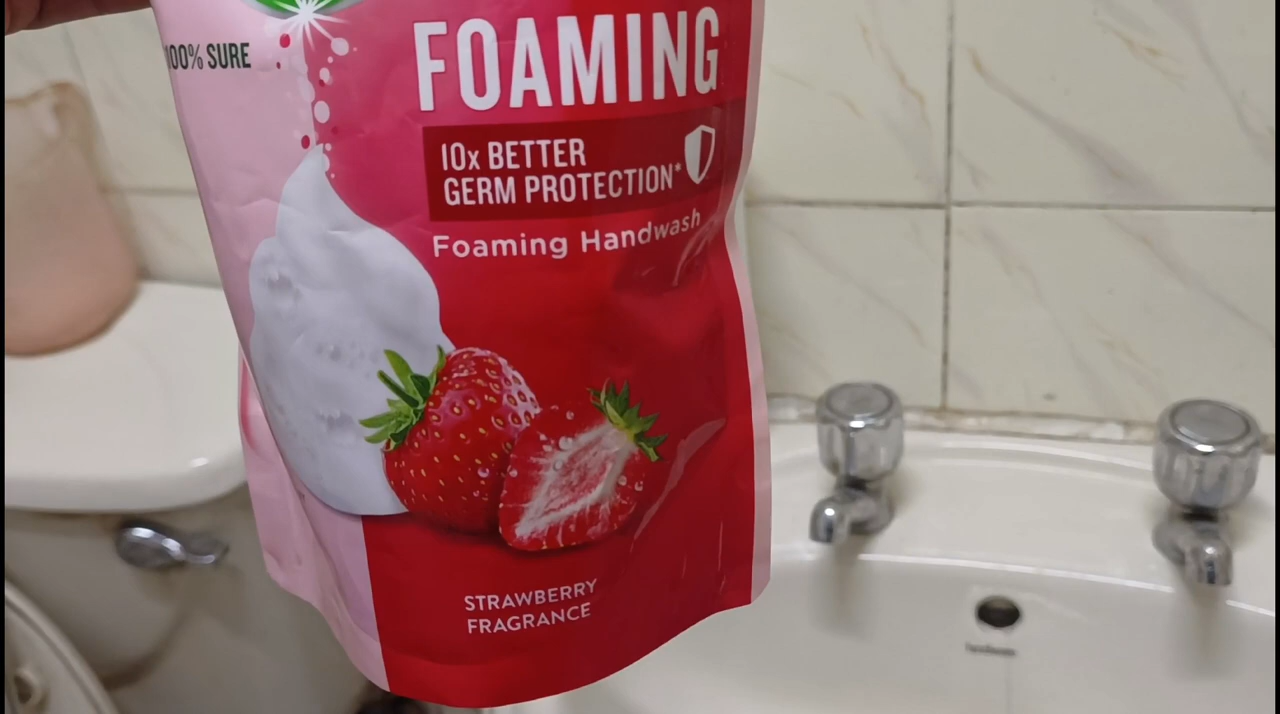 100% SURE
FOAMING
10x BETTER
GERM PROTECTION*
Foaming Handwash
STRAWBERRY
FRAGRANCE